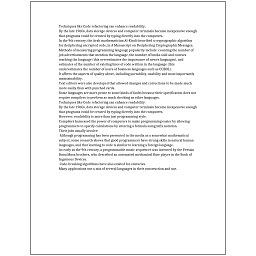 Techniques like Code refactoring can enhance readability.
By the late 1960s, data storage devices and computer terminals became inexpensive enough
that programs could be created by typing directly into the computers.
In the 9th century, the Arab mathematician Al-Kindi described a cryptographic algorithm
for deciphering encrypted code, in A Manuscript on Deciphering Cryptographic Messages.
Methods of measuring programming language popularity include: counting the number of
job advertisements that mention the language, the number of books sold and courses
teaching the language (this overestimates the importance of newer languages), and
estimates of the number of existing lines of code written in the language (this
underestimates the number of users of business languages such as COBOL).
It affects the aspects of quality above, including portability, usability and most importantly
maintainability.
Text editors were also developed that allowed changes and corrections to be made much
more easily than with punched cards.
Some languages are more prone to some kinds of faults because their specification does not
require compilers to perform as much checking as other languages.
Techniques like Code refactoring can enhance readability.
By the late 1960s, data storage devices and computer terminals became inexpensive enough
that programs could be created by typing directly into the computers.
However, readability is more than just programming style.
Compilers harnessed the power of computers to make programming easier by allowing
programmers to specify calculations by entering a formula using infix notation.
Their jobs usually involve:
Although programming has been presented in the media as a somewhat mathematical
subject, some research shows that good programmers have strong skills in natural human
languages, and that learning to code is similar to learning a foreign language.
As early as the 9th century, a programmable music sequencer was invented by the Persian
Banu Musa brothers, who described an automated mechanical flute player in the Book of
Ingenious Devices.
Code-breaking algorithms have also existed for centuries.
Many applications use a mix of several languages in their construction and use.